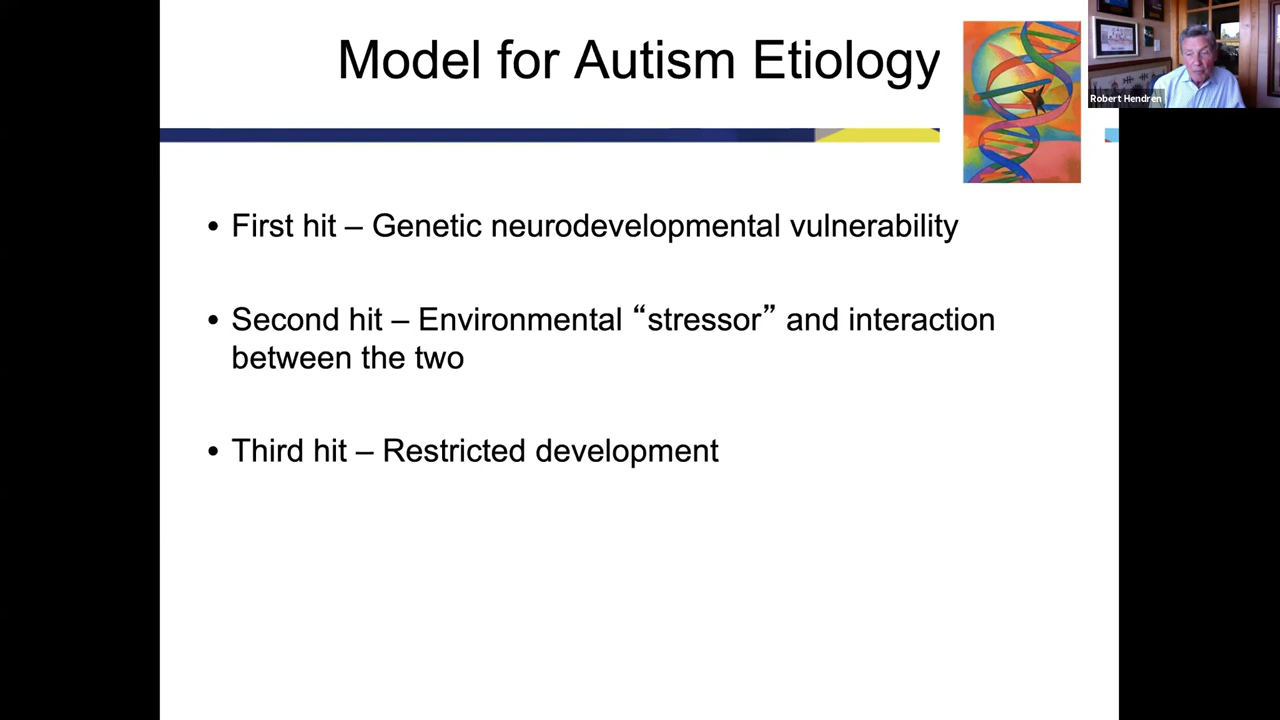 Model for Autism Etiology
Robert Hendren
• First hit – Genetic neurodevelopmental vulnerability
• Second hit – Environmental “stressor” and interaction
between the two
• Third hit – Restricted development